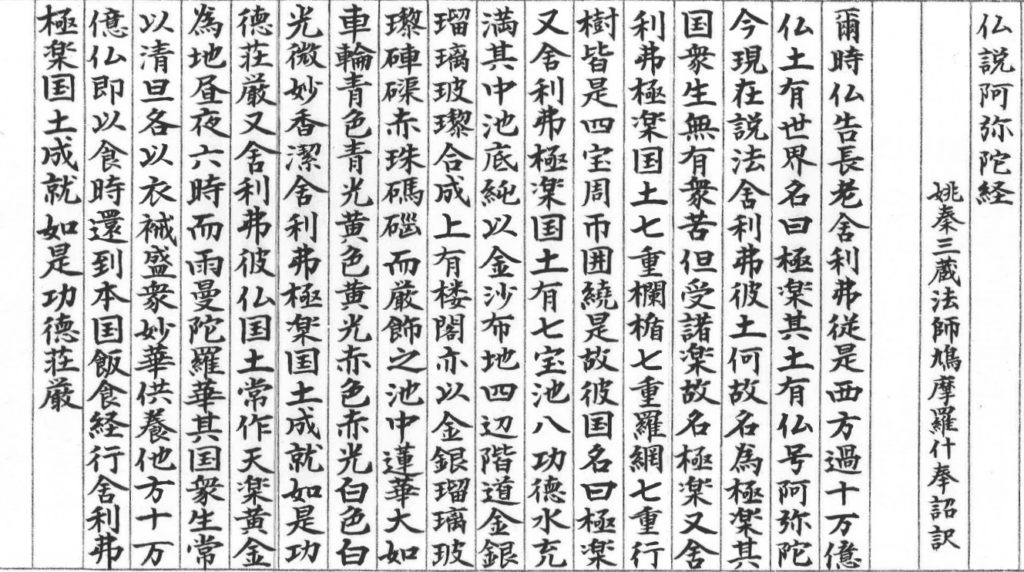 仏説阿弥陀経
姚秦三蔵法師鳩摩羅什奉詔訳
爾時仏告長老舎利弗従是西方過十万億
仏土有世界名曰極楽其土有仏号阿弥陀
今現在説法舎利弗彼土何故名為極楽其
国衆生無有衆苦但受諸楽故名極楽又舎
利弗極楽国土七重欄楯七重羅網七重行
樹皆是四宝周帀囲繞是故彼国名曰極楽
又舎利弗極楽国土有七宝池八功徳水充
満其中池底純以金沙布地四辺階道金銀
瑠璃玻瓈合成上有楼閣亦以金銀瑠璃玻
瓈硨磲赤珠碼碯而厳飾之池中蓮華大如
車輪青色青光黄色黄光赤色赤光白色白
光微妙香潔舎利弗極楽国土成就如是功
徳荘厳又舎利弗彼仏国土常作天楽黄金
為地昼夜六時而雨曼陀羅華其国衆生常
以清旦各以衣裓盛衆妙華供養他方十万
億仏即以食時還到本国飯食経行舎利弗
極楽国土成就如是功徳荘厳